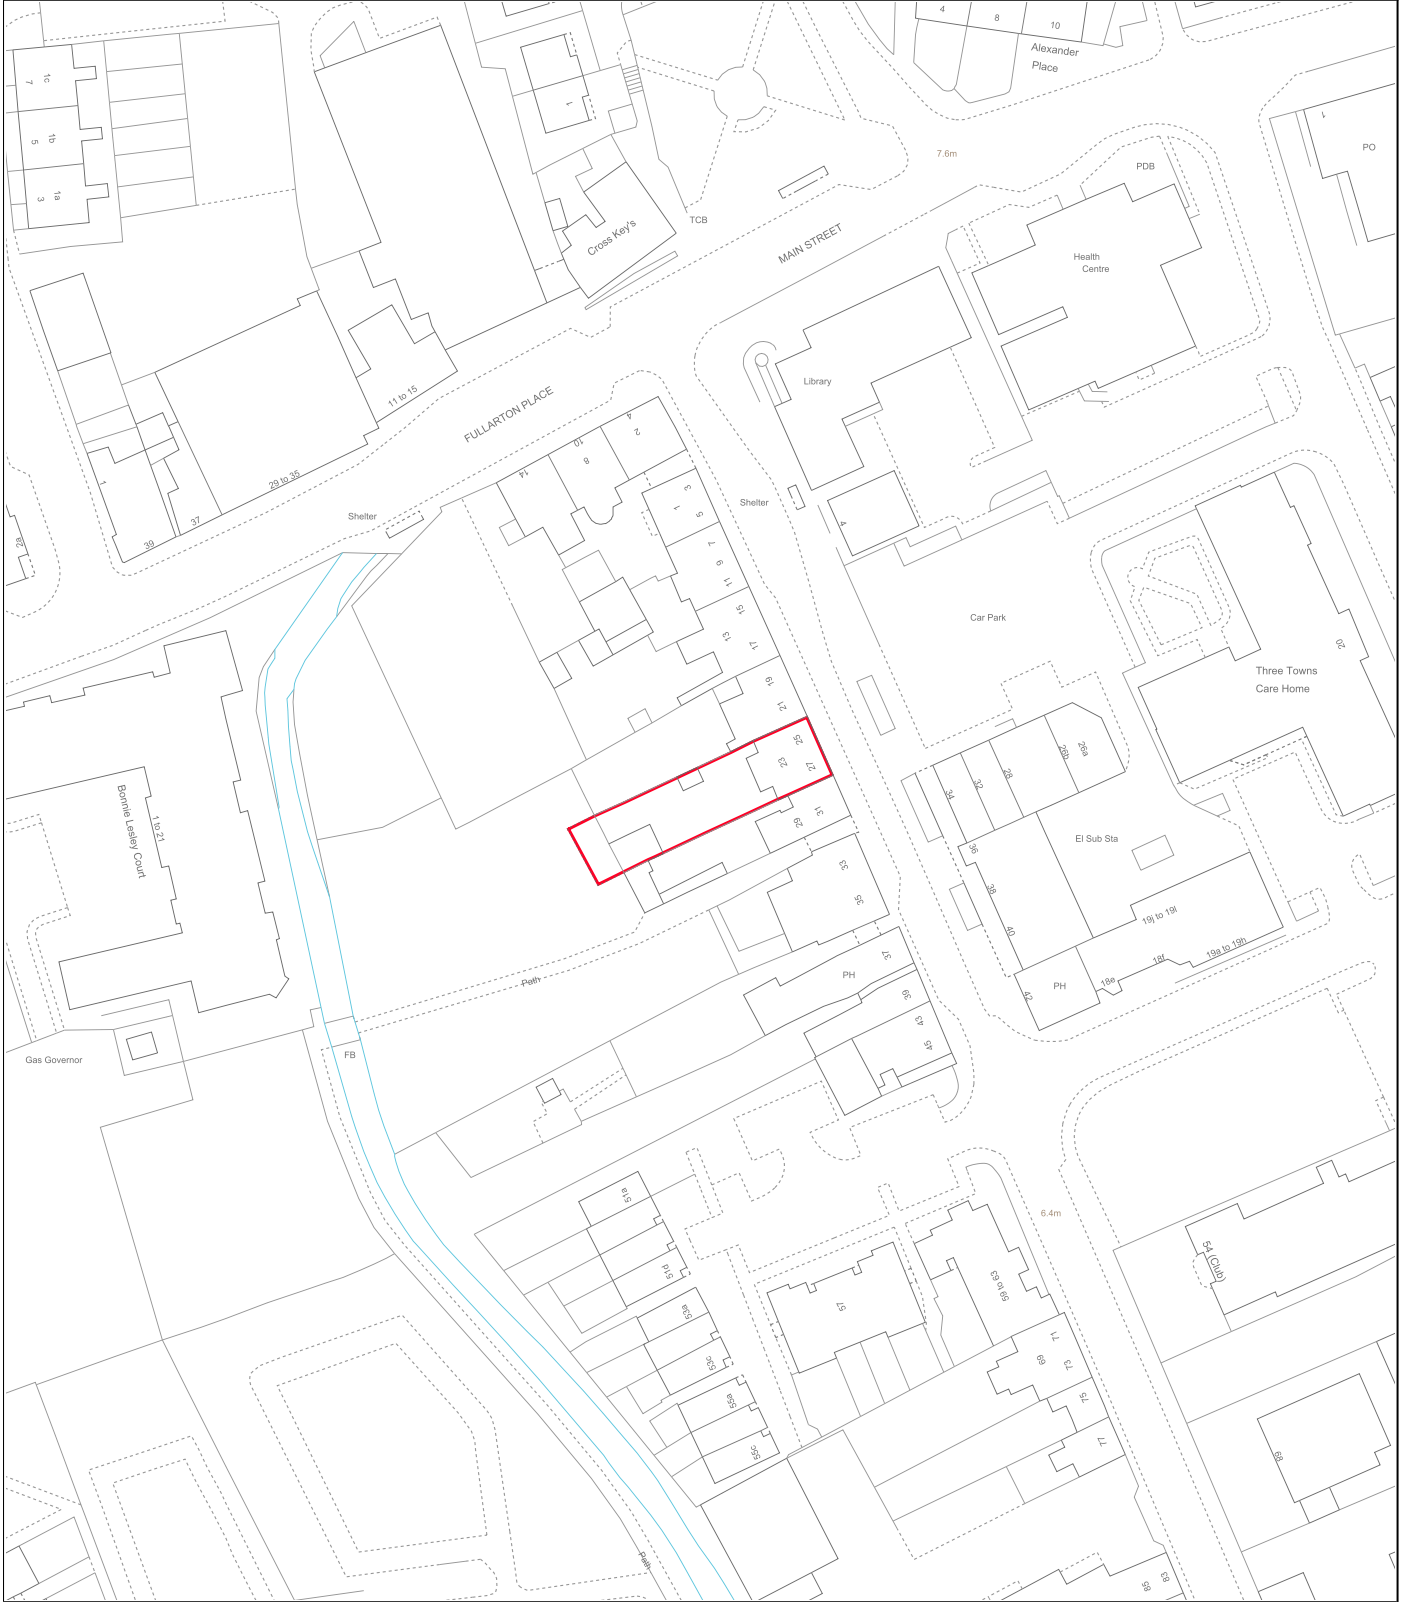 4
8
10
Alexander
Place
1c
7
1b
5
1a
3
1
1
PO
7.6m
PDB
TCB
Cross Key's
MAIN STREET
Health
Centre
Library
11 to 15
FULLARTON PLACE
29 to 35
37
39
1
2a
Shelter
4
2
10
8
14
3
1
5
7
9
11
15
13
17
19
21
25
23
27
31
29
33
35
37
PH
39
43
45
Shelter
4
Car Park
20
Three Towns
Care Home
26a
26b
28
32
34
36
38
40
42
PH
El Sub Sta
19j to 19l
19a to 19h
18f
18e
Bonnie Lesley Court
1 to 21
Path
FB
Gas Governor
51a
51d
53a
53c
55a
55c
57
59 to 63
6.4m
54 (Club)
71
73
69
75
77
68
Path
83
85